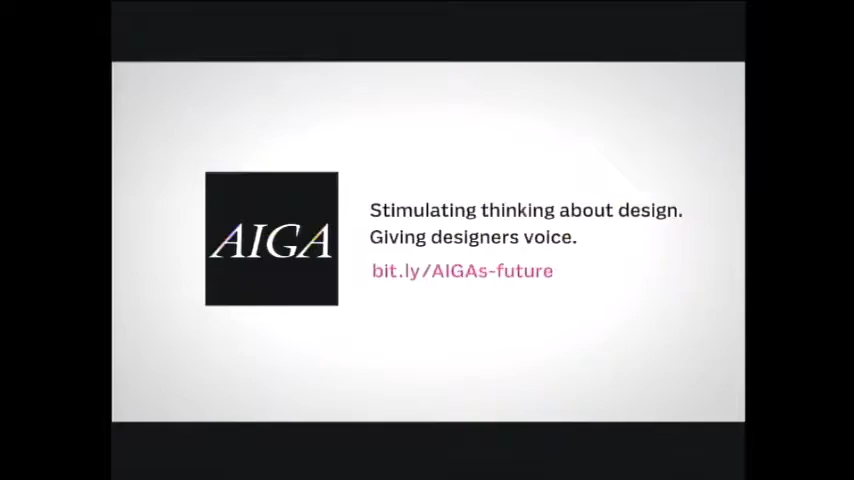 AIGA
Stimulating thinking about design.
Giving designers voice.
bit.ly/AIGAs-future